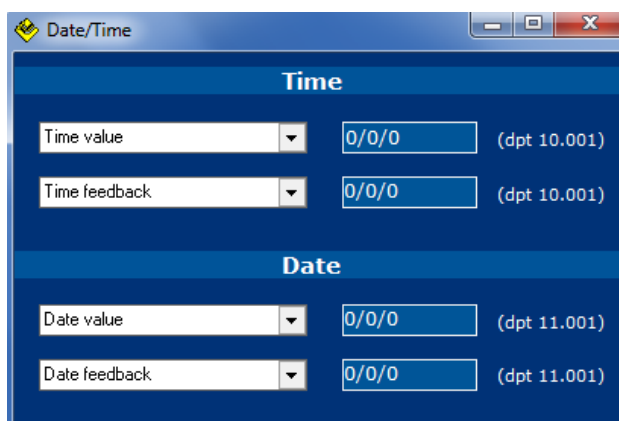 Date/Time
Time
Time value 0/0/0 (dpt 10.001)
Time feedback 0/0/0 (dpt 10.001)
Date
Date value 0/0/0 (dpt 11.001)
Date feedback 0/0/0 (dpt 11.001)